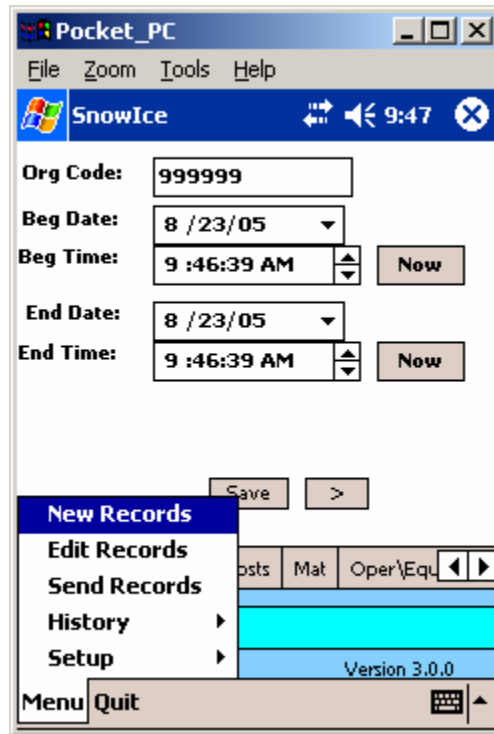 Pocket_PC
File Zoom Tools Help
SnowIce 9:47
Org Code: 999999
Beg Date: 8 /23/05
Beg Time: 9 :46:39 AM Now
End Date: 8 /23/05
End Time: 9 :46:39 AM Now
Save >
New Records
Edit Records
Mat Oper\Equ
Send Records
History
Setup
Version 3.0.0
Menu Quit